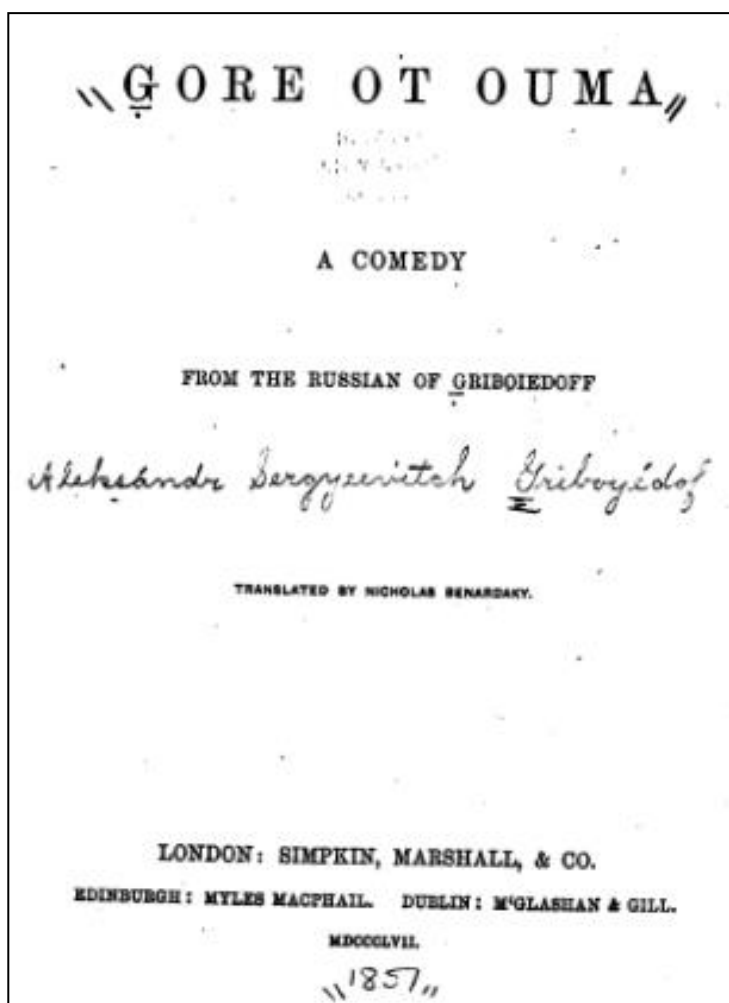 "GORE OT OUMA"
A COMEDY
FROM THE RUSSIAN OF GRIBOIEDOFF
Aleksándr Sergyeevitch Griboyédof
TRANSLATED BY NICHOLAS BENARDAKY.
LONDON: SIMPKIN, MARSHALL, & CO.
EDINBURGH: MYLES MACPHAIL. DUBLIN: M‘GLASHAN & GILL.
MDCCCLVII.
"1857"